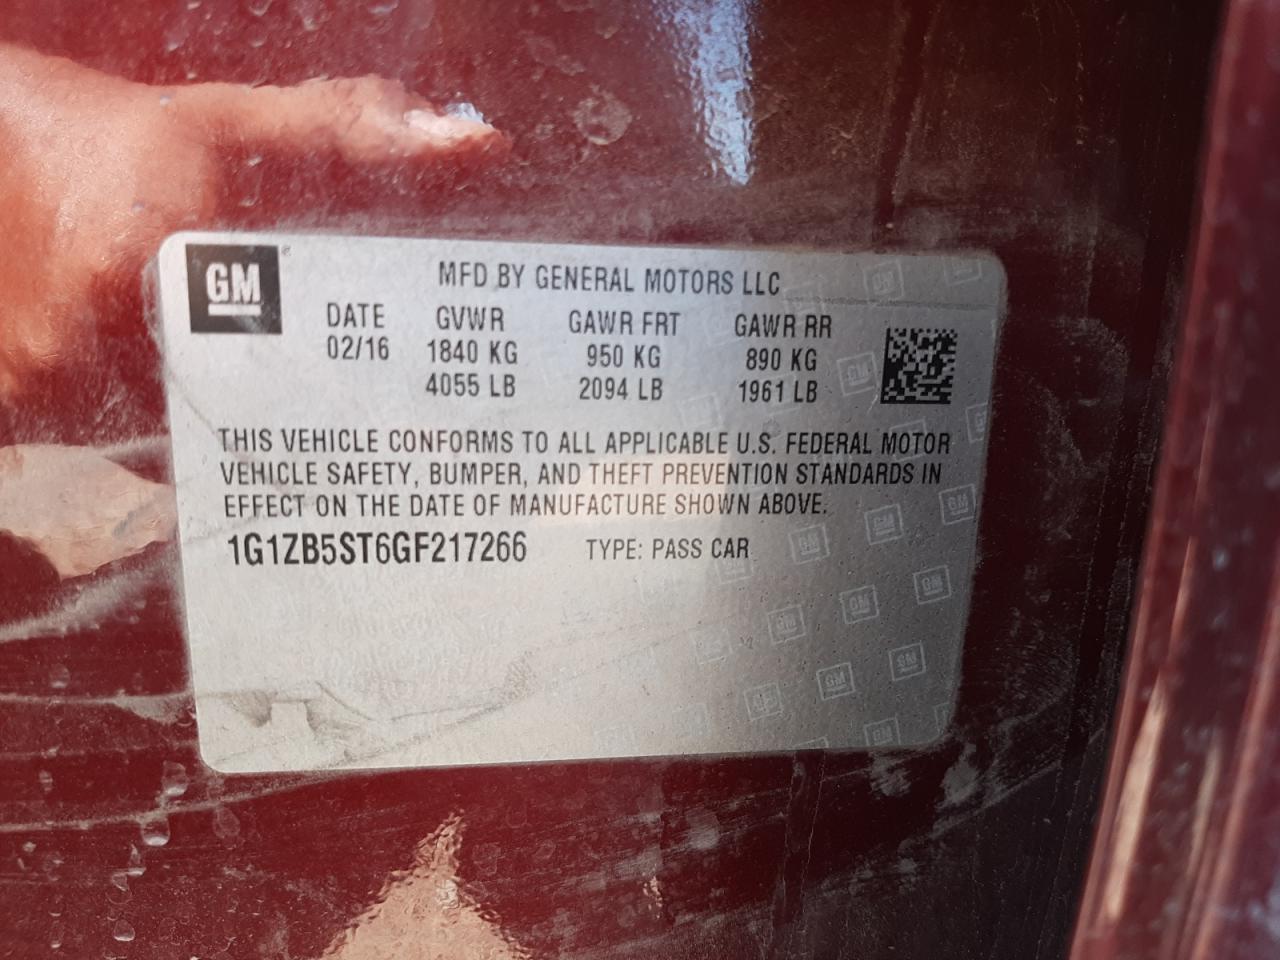 GM
MFD BY GENERAL MOTORS LLC
DATE GVWR GAWR FRT GAWR RR
02/16 1840 KG 950 KG 890 KG
4055 LB 2094 LB 1961 LB
THIS VEHICLE CONFORMS TO ALL APPLICABLE U.S. FEDERAL MOTOR
VEHICLE SAFETY, BUMPER, AND THEFT PREVENTION STANDARDS IN
EFFECT ON THE DATE OF MANUFACTURE SHOWN ABOVE.
1G1ZB5ST6GF217266 TYPE: PASS CAR